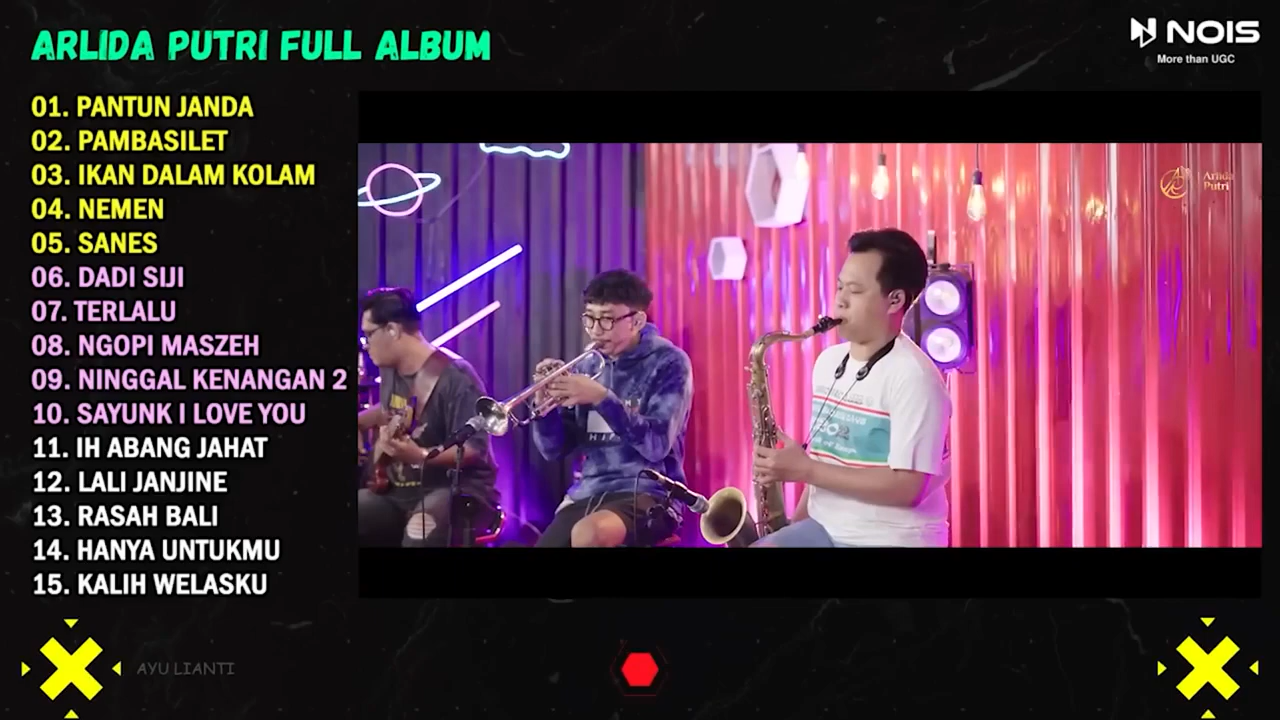 ARLIDA PUTRI FULL ALBUM
NOIS
More than UGC
01. PANTUN JANDA
02. PAMBASILET
03. IKAN DALAM KOLAM
04. NEMEN
05. SANES
06. DADI SIJI
07. TERLALU
08. NGOPI MASZEH
09. NINGGAL KENANGAN 2
10. SAYUNK I LOVE YOU
11. IH ABANG JAHAT
12. LALI JANJINE
13. RASAH BALI
14. HANYA UNTUKMU
15. KALIH WELASKU
Arlida
Putri
AYU LIANTI